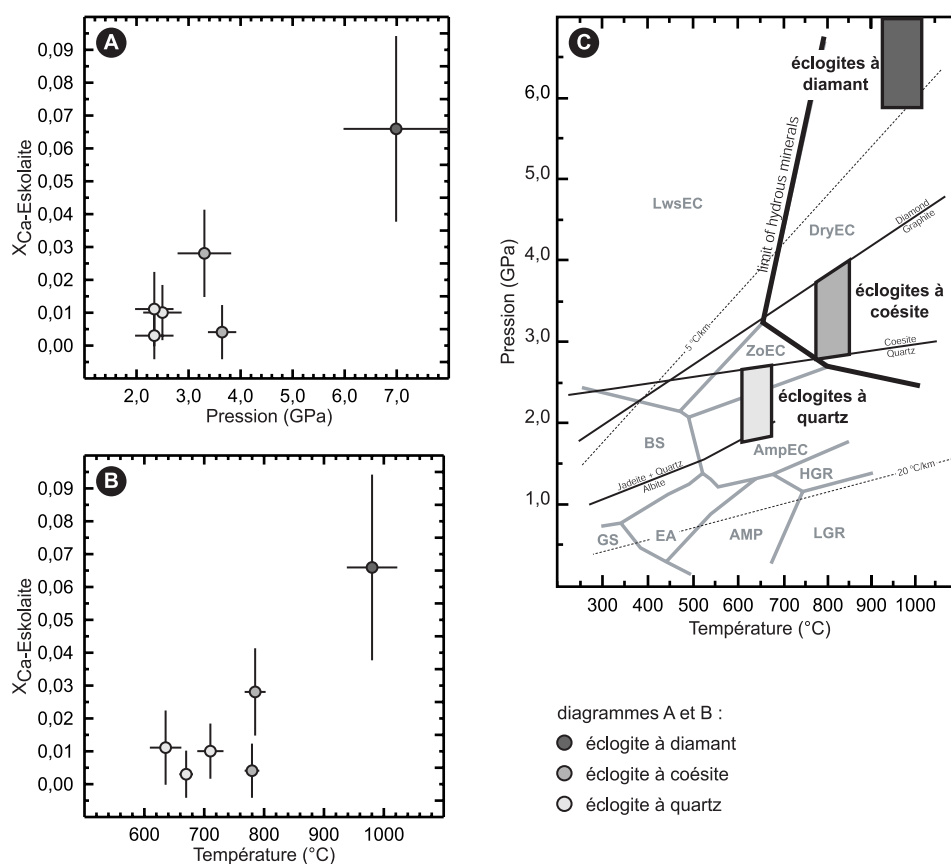 A
0,09
0,08
0,07
0,06
0,05
0,04
0,03
0,02
0,01
0,00
XCa-Eskolaite
2,0
3,0
4,0
5,0
6,0
7,0
Pression (GPa)
B
0,09
0,08
0,07
0,06
0,05
0,04
0,03
0,02
0,01
0,00
XCa-Eskolaite
600
700
800
900
1000
Température (°C)
C
éclogites à
diamant
6,0
5,0
4,0
3,0
2,0
1,0
Pression (GPa)
limit of hydrous minerals
LwsEC
DryEC
Diamond
Graphite
éclogites à
coésite
5 °C/km
ZoEC
Coesite
Quartz
éclogites à
quartz
BS
AmpEC
Jadeite + Quartz
Albite
HGR
20 °C/km
GS
EA
AMP
LGR
300
400
500
600
700
800
900
1000
Température (°C)
diagrammes A et B :
éclogite à diamant
éclogite à coésite
éclogite à quartz